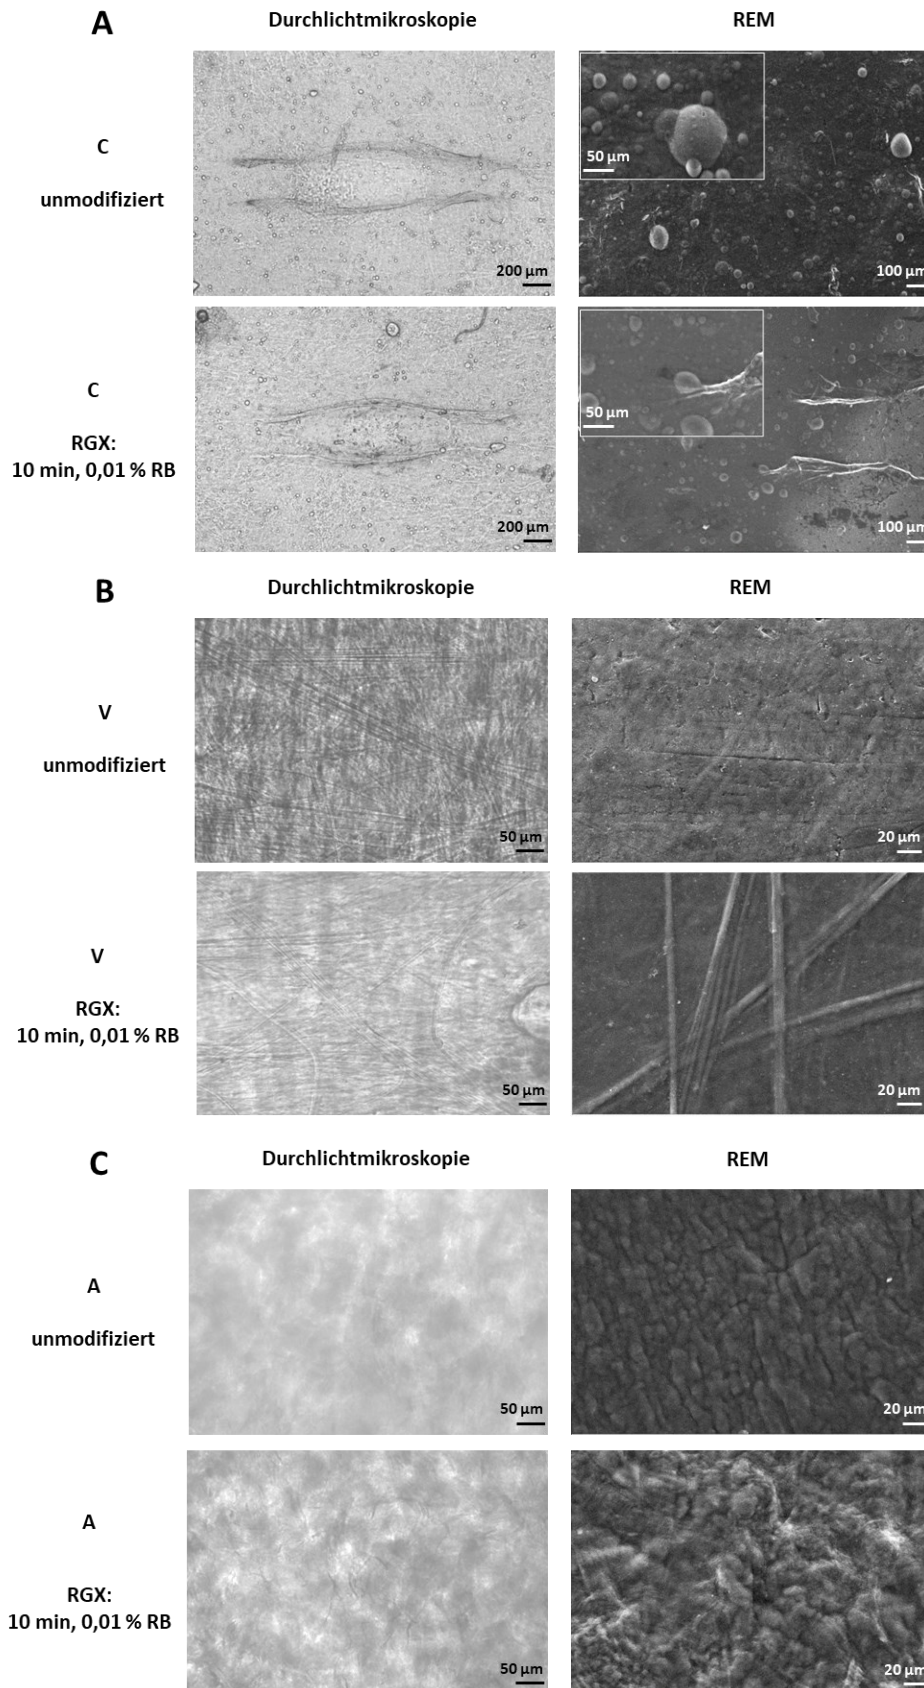 A
Durchlichtmikroskopie
REM
C
unmodifiziert
200 µm
50 µm
100 µm
C
RGX:
10 min, 0,01 % RB
200 µm
50 µm
100 µm
B
Durchlichtmikroskopie
REM
V
unmodifiziert
50 µm
20 µm
V
RGX:
10 min, 0,01 % RB
50 µm
20 µm
C
Durchlichtmikroskopie
REM
A
unmodifiziert
50 µm
20 µm
A
RGX:
10 min, 0,01 % RB
50 µm
20 µm